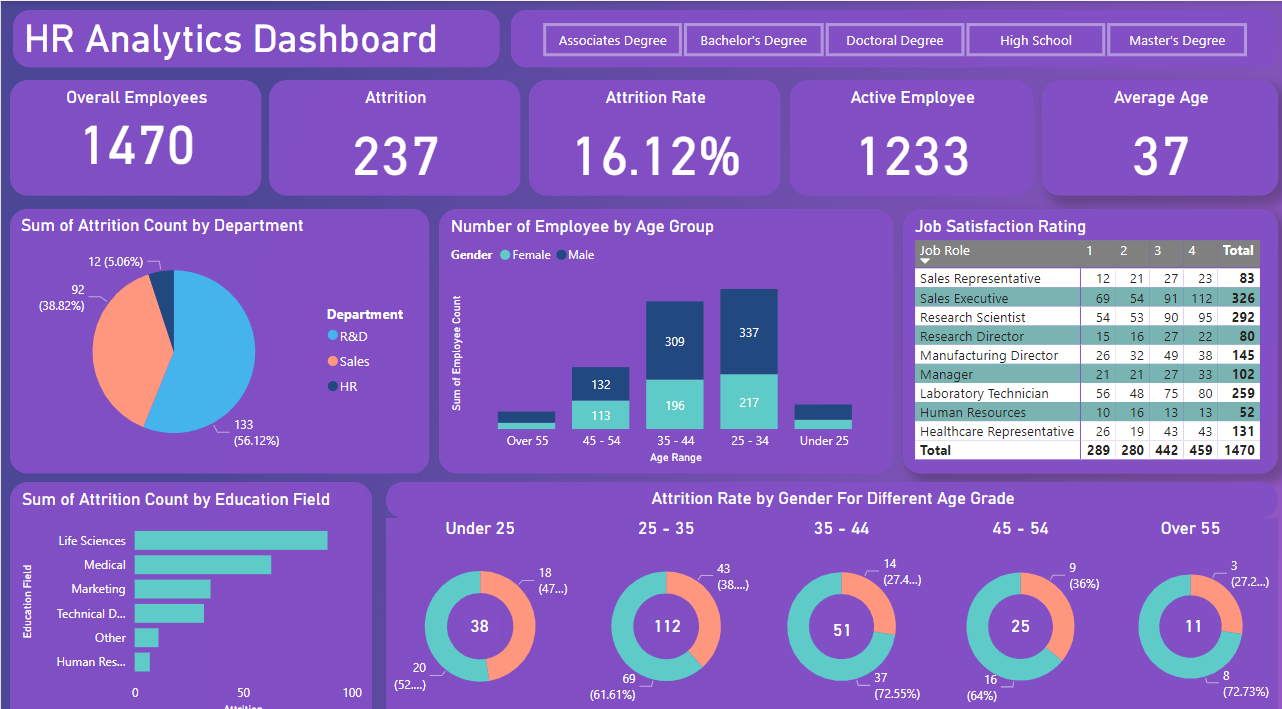 HR Analytics Dashboard
Associates Degree
Bachelor's Degree
Doctoral Degree
High School
Master's Degree
Overall Employees
1470
Attrition
237
Attrition Rate
16.12%
Active Employee
1233
Average Age
37
Sum of Attrition Count by Department
12 (5.06%)
92
(38.82%)
133
(56.12%)
Department
R&D
Sales
HR
Number of Employee by Age Group
Gender Female Male
Sum of Employee Count
132
113
309
196
337
217
Over 55 45 - 54 35 - 44 25 - 34 Under 25
Age Range
Job Satisfaction Rating
Job Role 1 2 3 4 Total
Sales Representative 12 21 27 23 83
Sales Executive 69 54 91 112 326
Research Scientist 54 53 90 95 292
Research Director 15 16 27 22 80
Manufacturing Director 26 32 49 38 145
Manager 21 21 27 33 102
Laboratory Technician 56 48 75 80 259
Human Resources 10 16 13 13 52
Healthcare Representative 26 19 43 43 131
Total 289 280 442 459 1470
Sum of Attrition Count by Education Field
Education Field
Life Sciences
Medical
Marketing
Technical D...
Other
Human Res...
0 50 100
Attrition
Attrition Rate by Gender For Different Age Grade
Under 25
18
(47...)
38
20
(52....)
25 - 35
43
(38....)
112
69
(61.61%)
35 - 44
14
(27.4...)
51
37
(72.55%)
45 - 54
9
(36%)
25
16
(64%)
Over 55
3
(27.2...)
11
8
(72.73%)